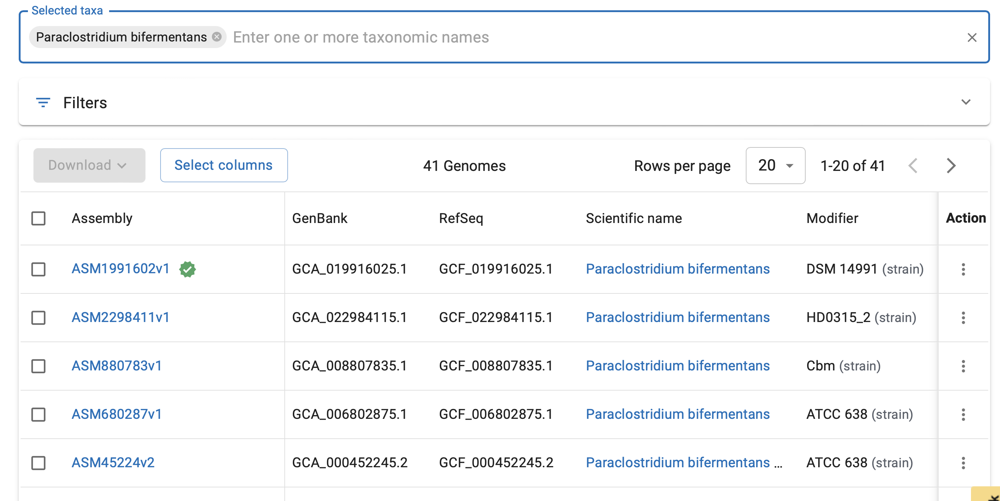 Selected taxa
Paraclostridium bifermentans Enter one or more taxonomic names
Filters
Download Select columns 41 Genomes Rows per page 20 1-20 of 41
Assembly GenBank RefSeq Scientific name Modifier Action
ASM1991602v1 GCA_019916025.1 GCF_019916025.1 Paraclostridium bifermentans DSM 14991 (strain)
ASM2298411v1 GCA_022984115.1 GCF_022984115.1 Paraclostridium bifermentans HD0315_2 (strain)
ASM880783v1 GCA_008807835.1 GCF_008807835.1 Paraclostridium bifermentans Cbm (strain)
ASM680287v1 GCA_006802875.1 GCF_006802875.1 Paraclostridium bifermentans ATCC 638 (strain)
ASM45224v2 GCA_000452245.2 GCF_000452245.2 Paraclostridium bifermentans ... ATCC 638 (strain)